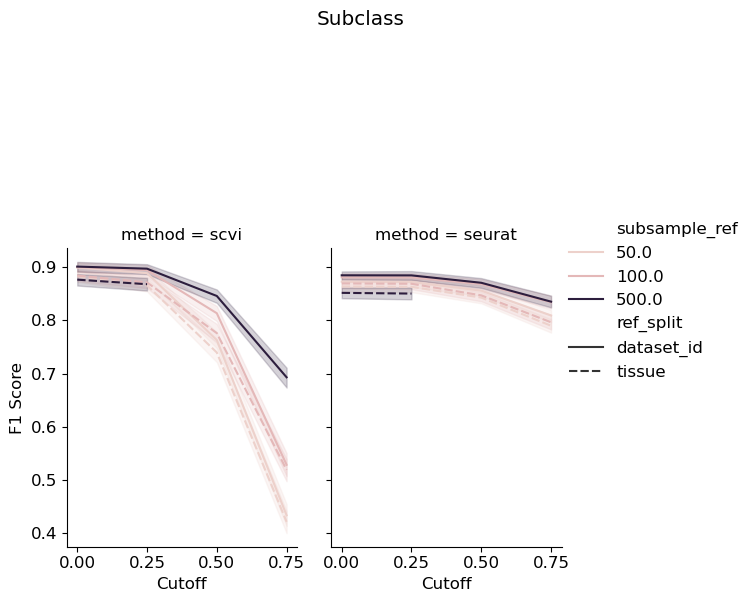 Subclass
method = scvi
method = seurat
subsample_ref
50.0
100.0
500.0
ref_split
dataset_id
tissue
F1 Score
0.9
0.8
0.7
0.6
0.5
0.4
0.00 0.25 0.50 0.75
0.00 0.25 0.50 0.75
Cutoff
Cutoff